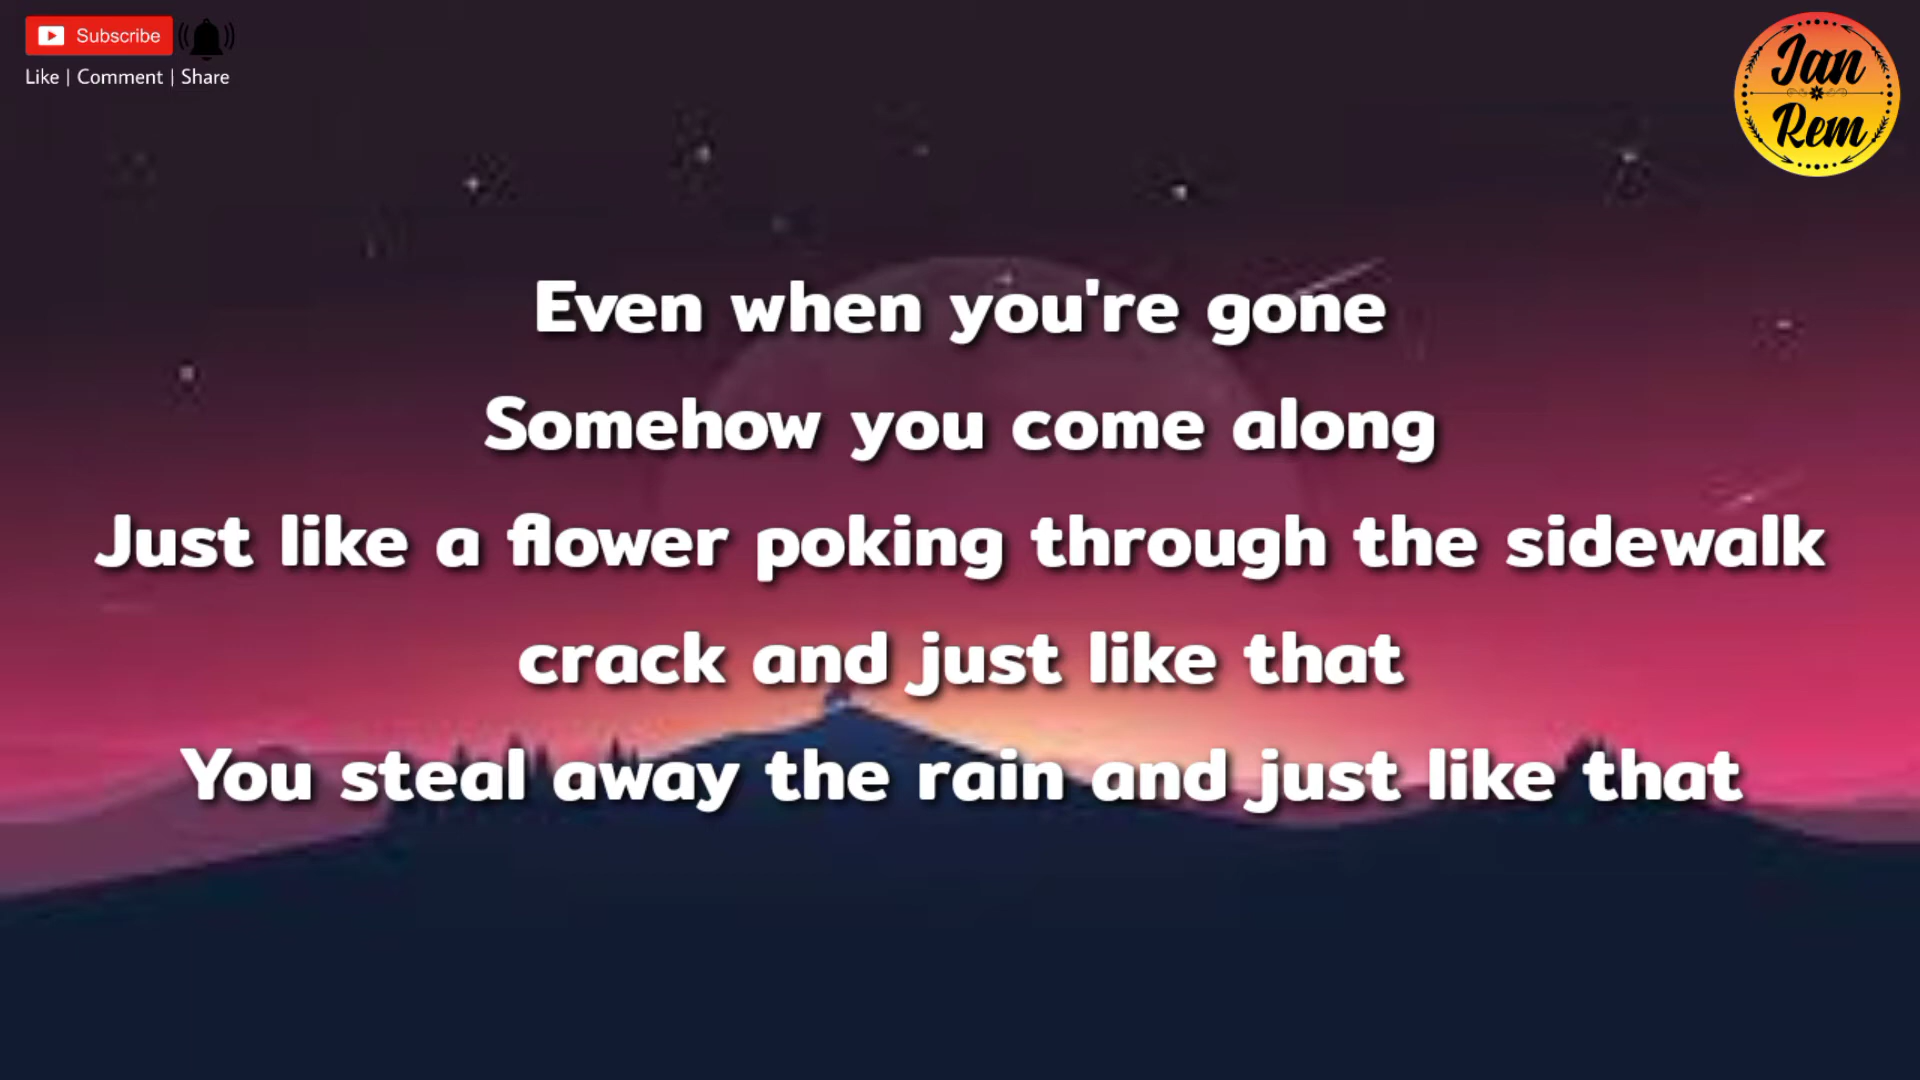 Subscribe
Like | Comment | Share
Jan
Rem
Even when you're gone
Somehow you come along
Just like a flower poking through the sidewalk
crack and just like that
You steal away the rain and just like that